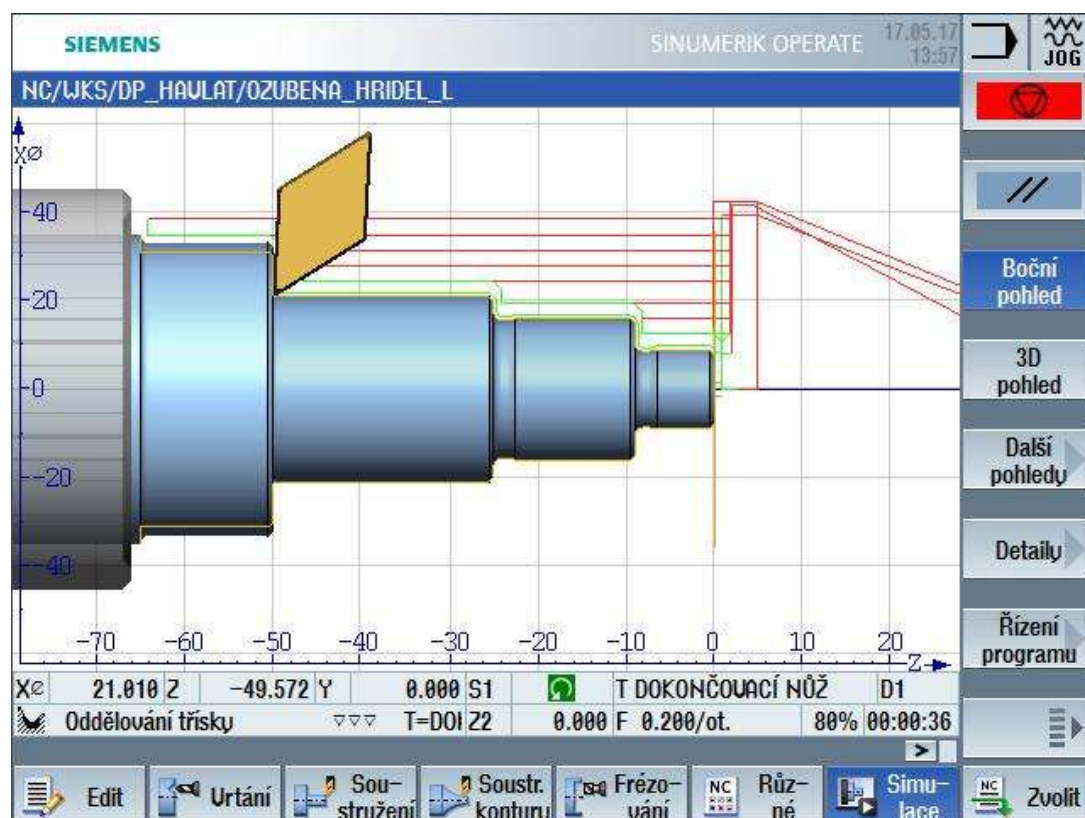 SIEMENS
SINUMERIK OPERATE
17.05.17
13:57
JOG
NC/WKS/DP_HAVLAT/OZUBENA_HRIDEL_L
XØ
40
20
0
-20
-40
-70 -60 -50 -40 -30 -20 -10 0 10 20
Z
Boční
pohled
3D
pohled
Další
pohledy
Detaily
Řízení
programu
XØ 21.010 Z -49.572 Y 0.000 S1 T DOKONČOVACÍ NŮŽ D1
Oddělování třísky ▽▽▽ T=DOK Z2 0.000 F 0.200/ot. 80% 00:00:36
>
Edit
Vrtání
Sou-
stružení
Soustr.
kontury
Frézo-
vání
NC
Růz-
né
Simu-
lace
NC
Zvolit